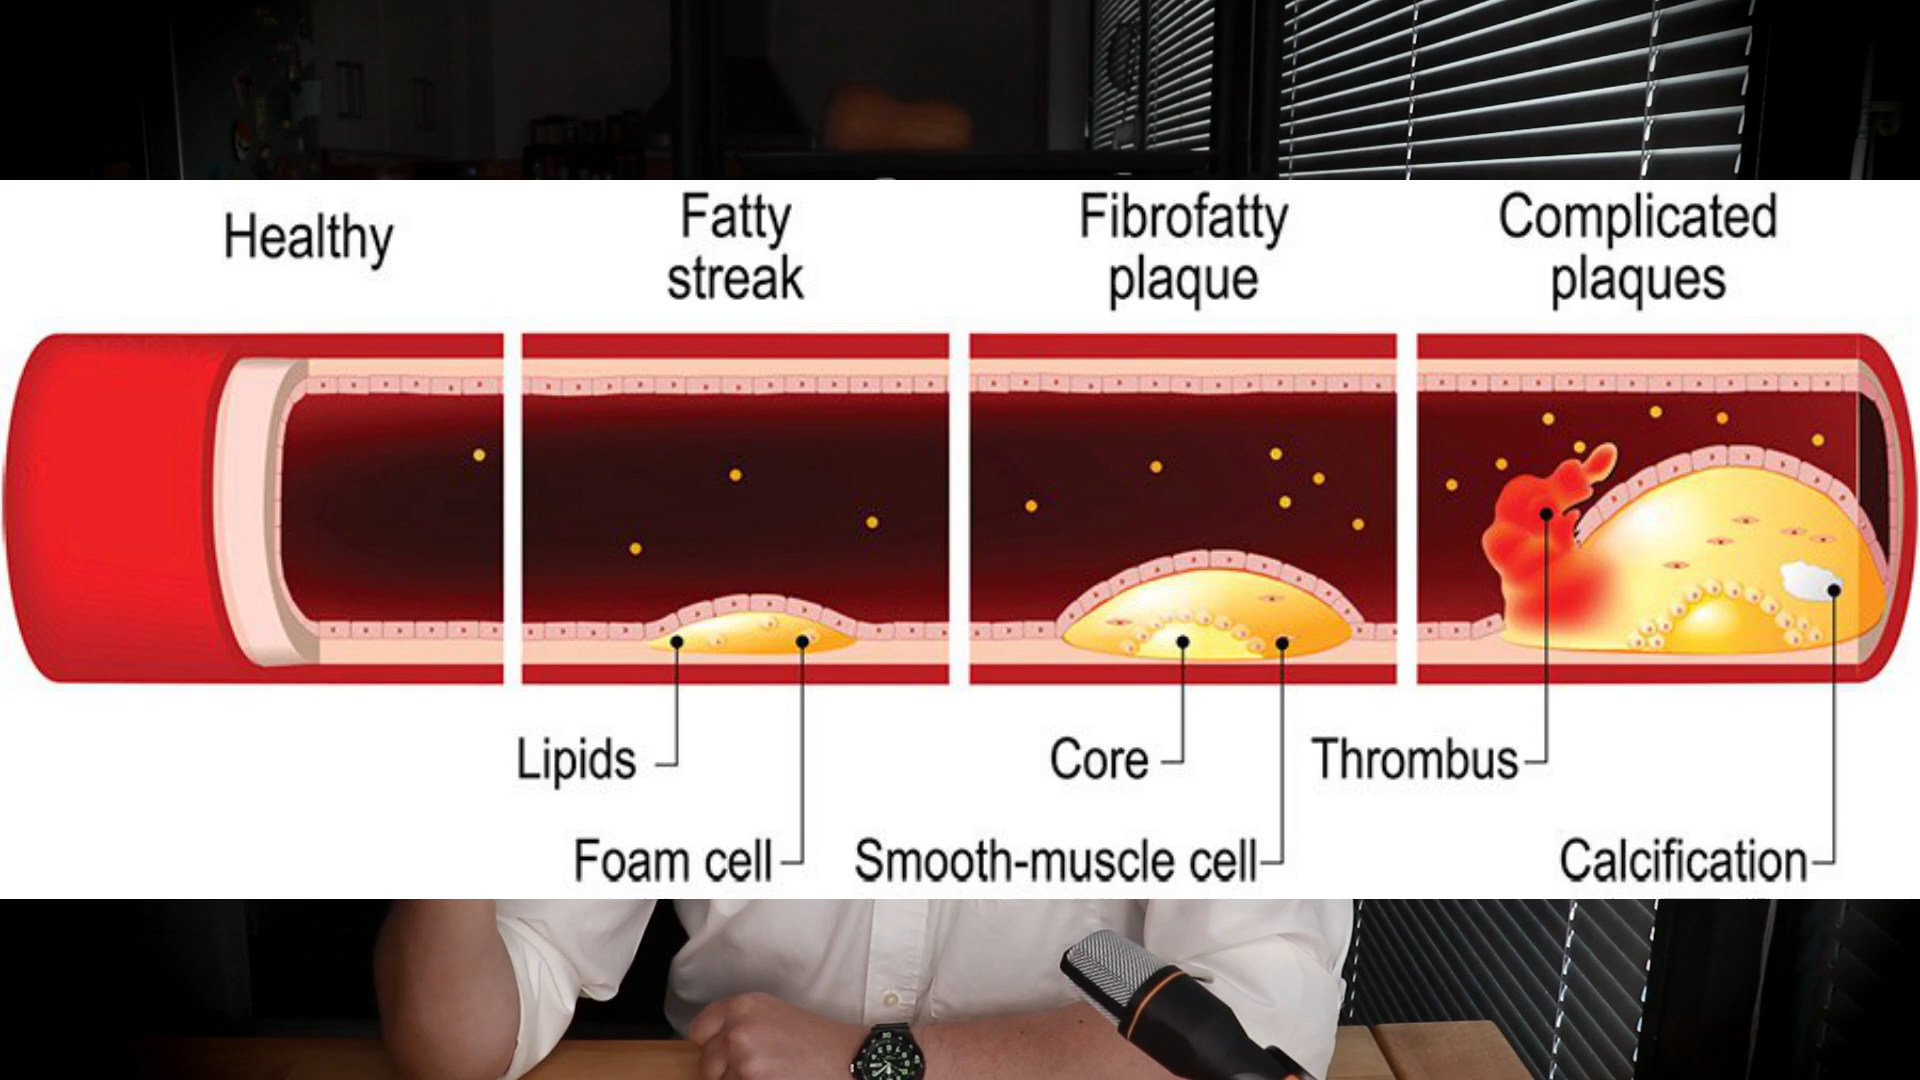 Healthy
Fatty
streak
Fibrofatty
plaque
Complicated
plaques
Lipids
Core
Thrombus
Foam cell
Smooth-muscle cell
Calcification